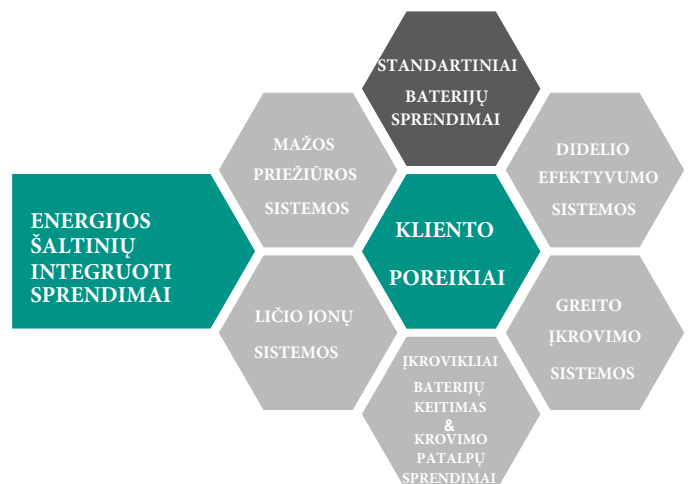 STANDARTINIAI
BATERIJŲ
SPRENDIMAI
MAŽOS
PRIEŽIŪROS
SISTEMOS
DIDELIO
EFEKTYVUMO
SISTEMOS
ENERGIJOS
ŠALTINIŲ
INTEGRUOTI
SPRENDIMAI
KLIENTO
POREIKIAI
LIČIO JONŲ
SISTEMOS
GREITO
ĮKROVIMO
SISTEMOS
ĮKROVIKLIAI
BATERIJŲ
KEITIMAS
&
KROVIMO
PATALPŲ
SPRENDIMAI